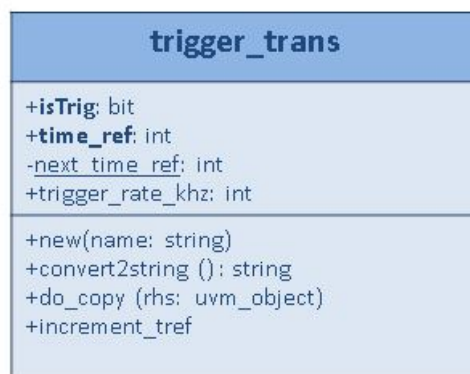 trigger_trans
+isTrig: bit
+time_ref: int
-next_time_ref: int
+trigger_rate_khz: int
+new(name: string)
+convert2string (): string
+do_copy (rhs: uvm_object)
+increment_tref